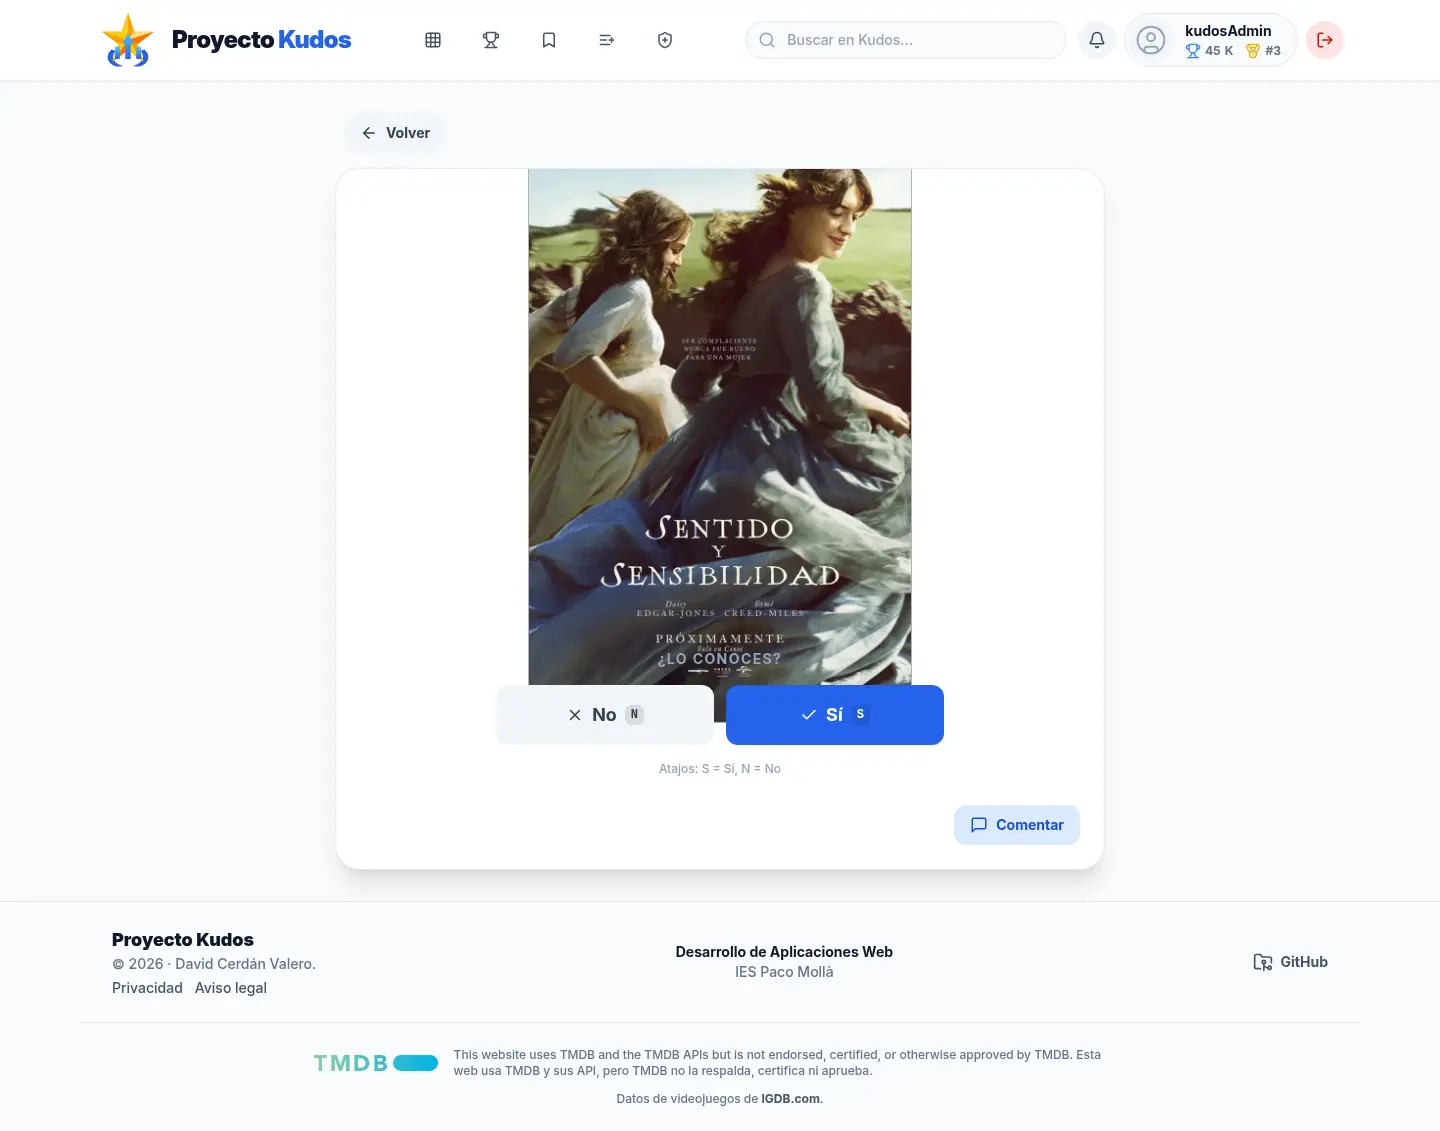 Proyecto Kudos
Buscar en Kudos...
kudosAdmin
45 K #3
Volver
SER COMPLACIENTE
NUNCA FUE BUENO
PARA UNA MUJER
SENTIDO
Y
SENSIBILIDAD
Daisy Esmé
EDGAR-JONES CREED-MILES
PRÓXIMAMENTE
Solo en Cines
¿LO CONOCES?
No N
Sí S
Atajos: S = Sí, N = No
Comentar
Proyecto Kudos
© 2026 · David Cerdán Valero.
Privacidad Aviso legal
Desarrollo de Aplicaciones Web
IES Paco Mollà
GitHub
TMDB
This website uses TMDB and the TMDB APIs but is not endorsed, certified, or otherwise approved by TMDB. Esta
web usa TMDB y sus API, pero TMDB no la respalda, certifica ni aprueba.
Datos de videojuegos de IGDB.com.